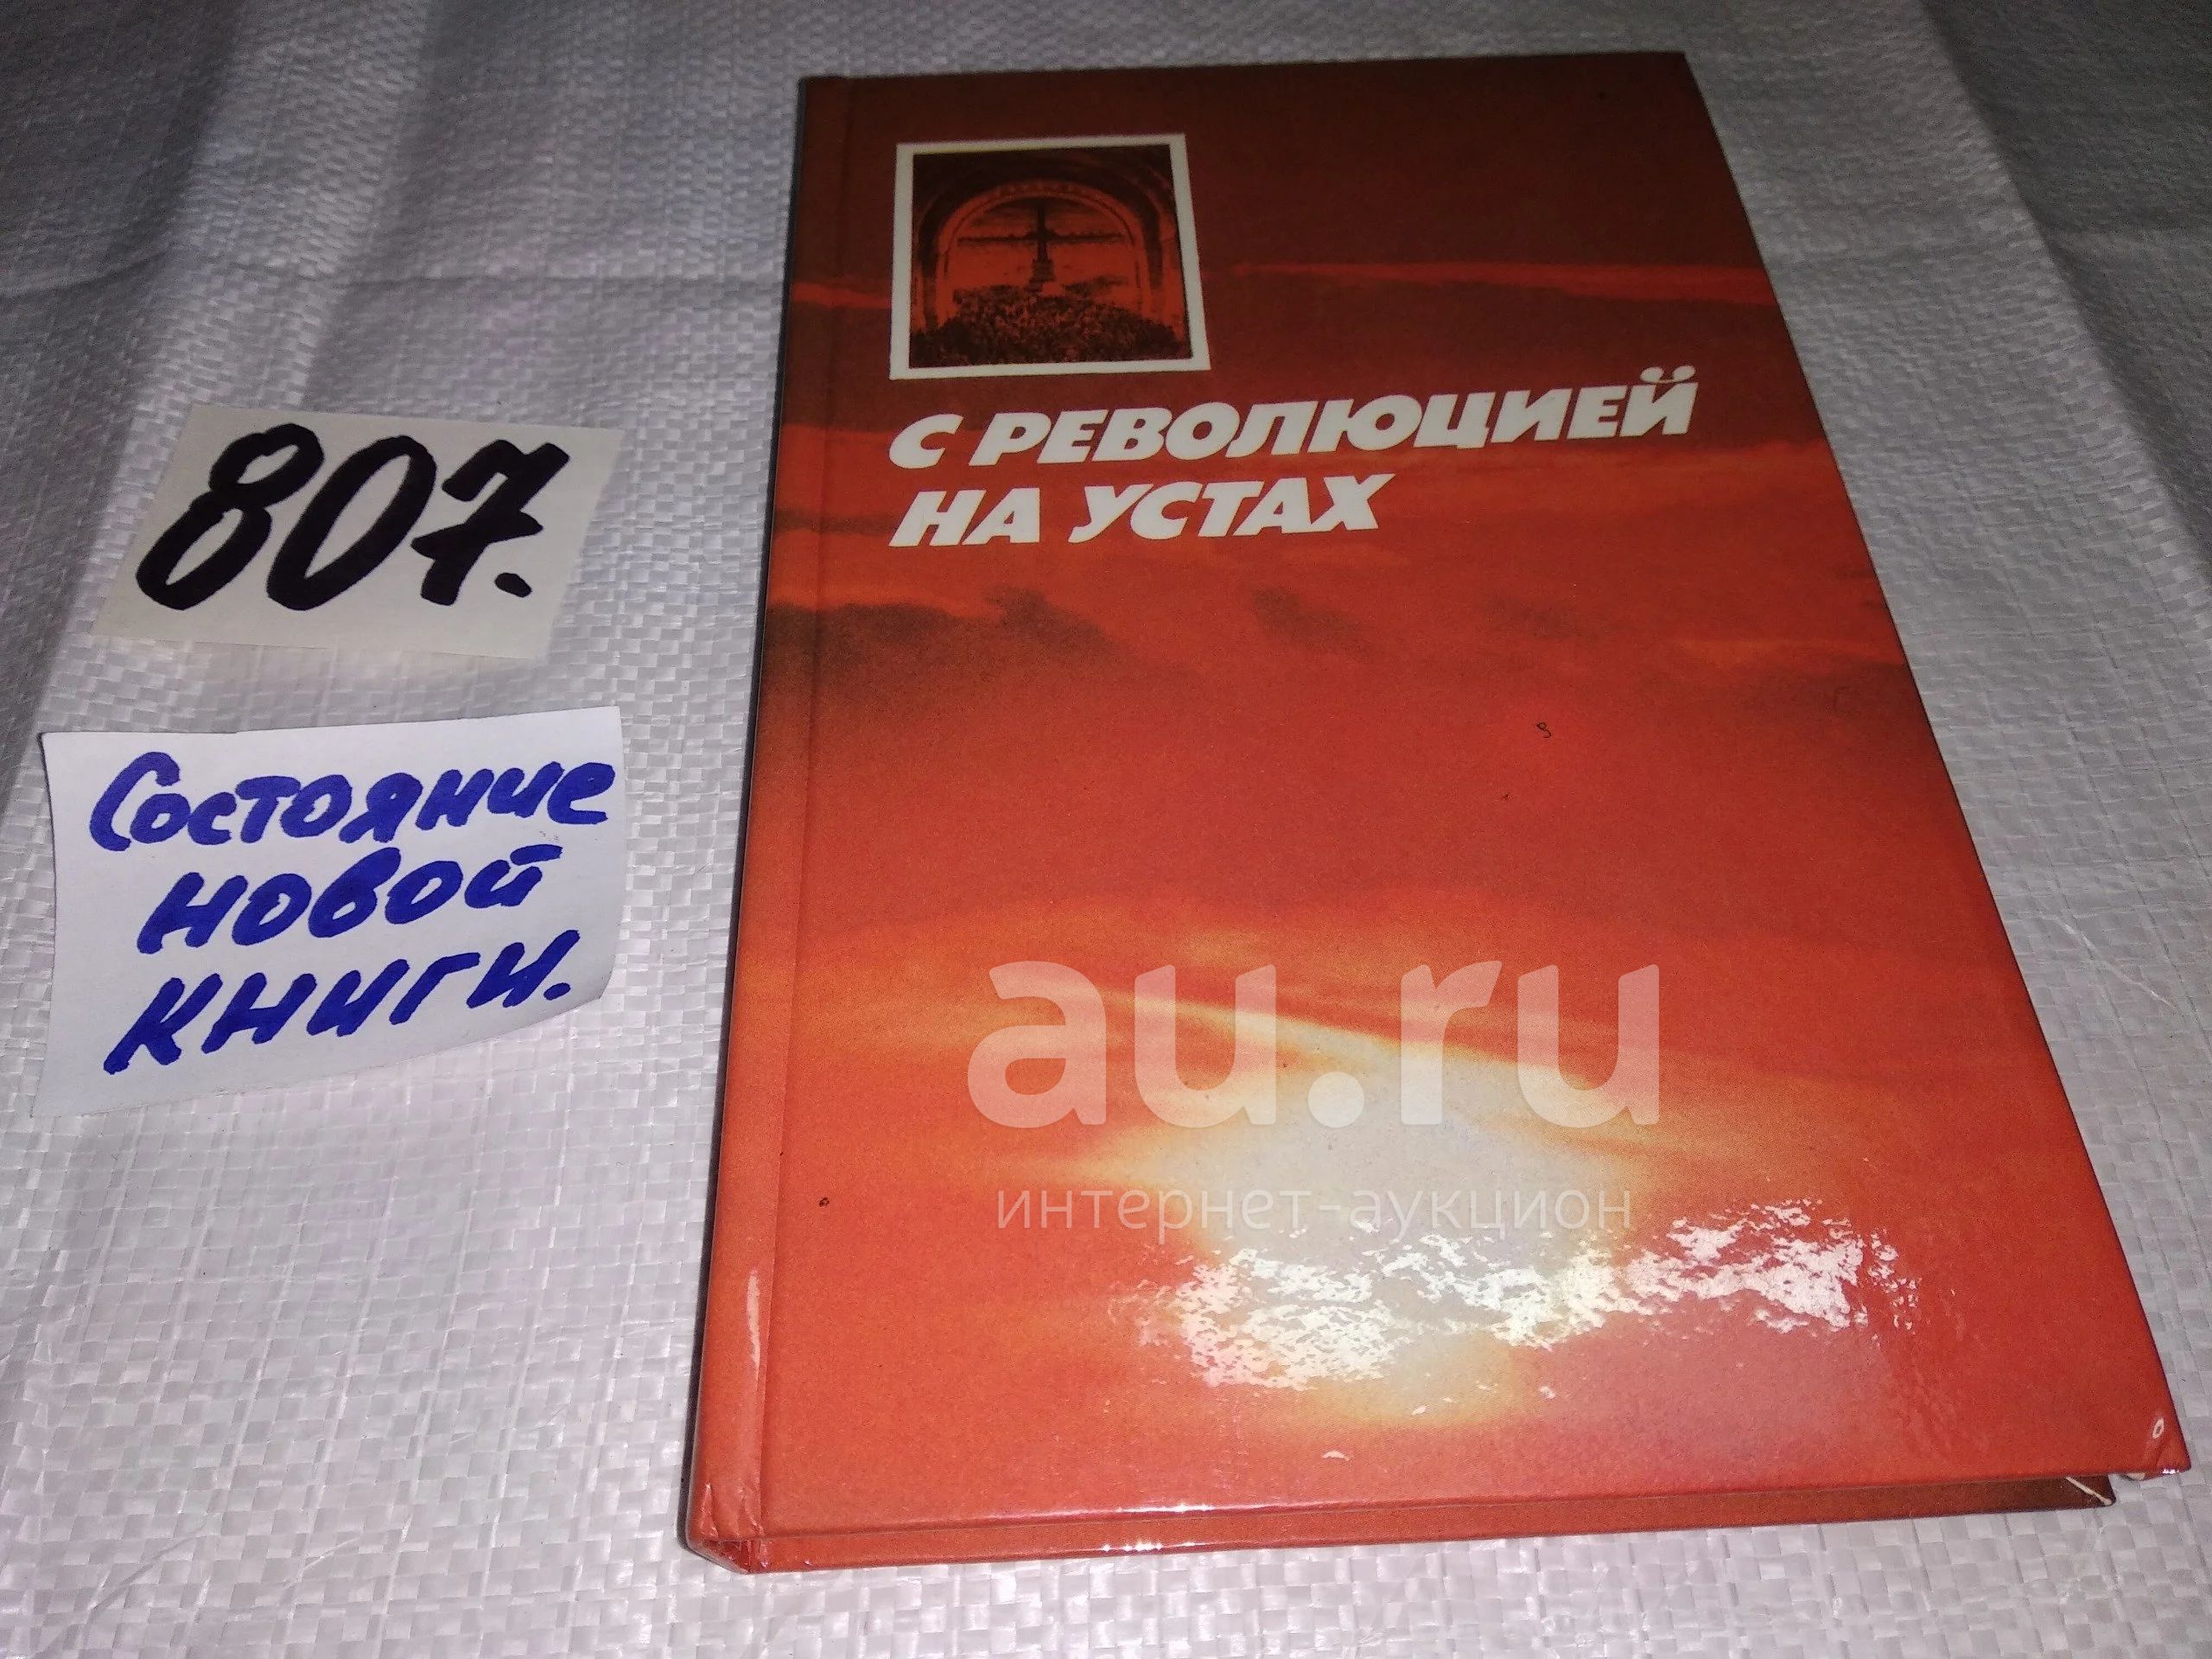 807.
Состояние
новой
книги.
С РЕВОЛЮЦИЕЙ
НА УСТАХ
au.ru
интернет-аукцион